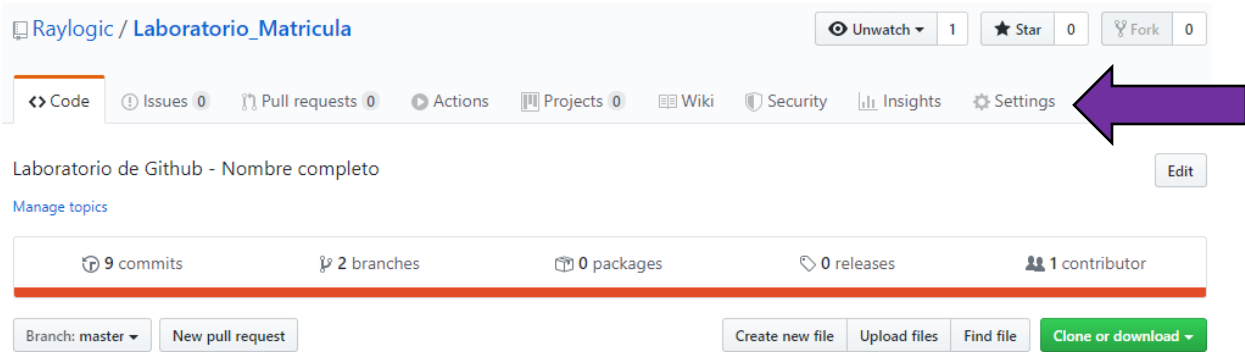 Raylogic / Laboratorio_Matricula Unwatch 1 Star 0 Fork 0
Code Issues 0 Pull requests 0 Actions Projects 0 Wiki Security Insights Settings
Laboratorio de Github - Nombre completo Edit
Manage topics
9 commits 2 branches 0 packages 0 releases 1 contributor
Branch: master New pull request Create new file Upload files Find file Clone or download